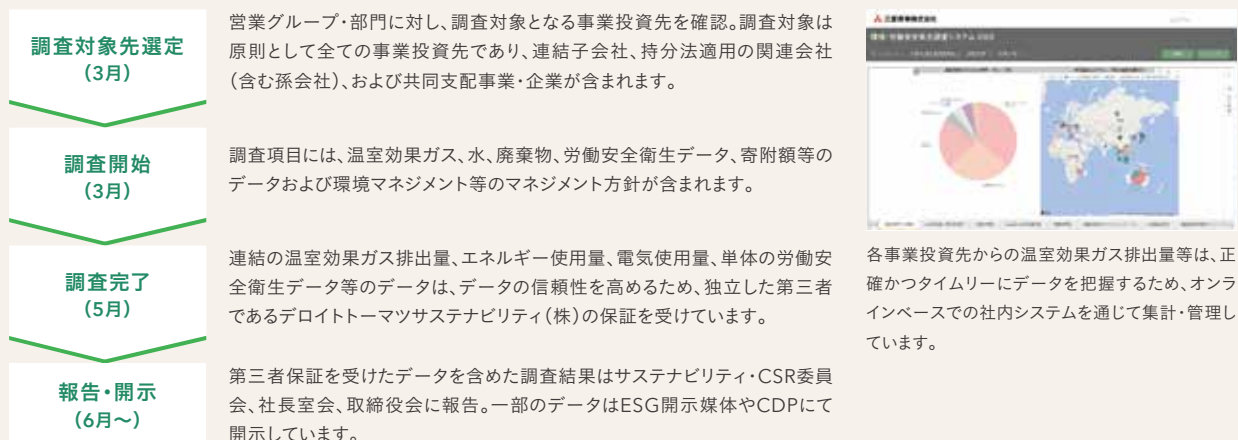 調査対象先選定
(3月)
営業グループ・部門に対し、調査対象となる事業投資先を確認。調査対象は
原則として全ての事業投資先であり、連結子会社、持分法適用の関連会社
(含む孫会社)、および共同支配事業・企業が含まれます。
調査開始
(3月)
調査項目には、温室効果ガス、水、廃棄物、労働安全衛生データ、寄附額等の
データおよび環境マネジメント等のマネジメント方針が含まれます。
調査完了
(5月)
連結の温室効果ガス排出量、エネルギー使用量、電気使用量、単体の労働安
全衛生データ等のデータは、データの信頼性を高めるため、独立した第三者
であるデロイトトーマツサステナビリティ(株)の保証を受けています。
報告・開示
(6月〜)
第三者保証を受けたデータを含めた調査結果はサステナビリティ・CSR委員
会、社長室会、取締役会に報告。一部のデータはESG開示媒体やCDPにて
開示しています。
各事業投資先からの温室効果ガス排出量等は、正
確かつタイムリーにデータを把握するため、オンラ
インベースでの社内システムを通じて集計・管理し
ています。